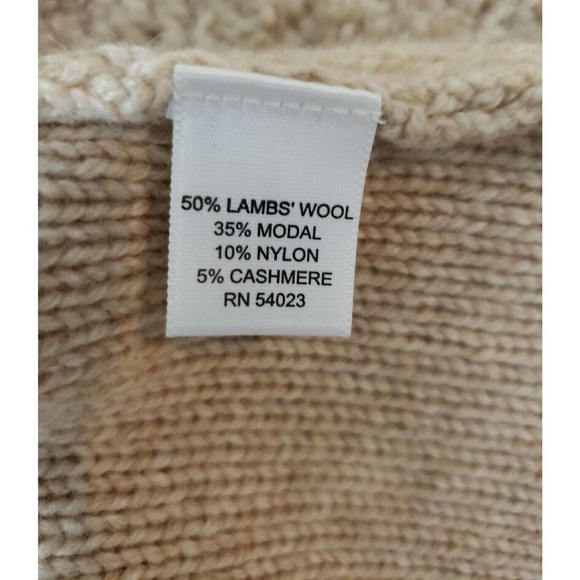 50% LAMBS' WOOL
35% MODAL
10% NYLON
5% CASHMERE
RN 54023